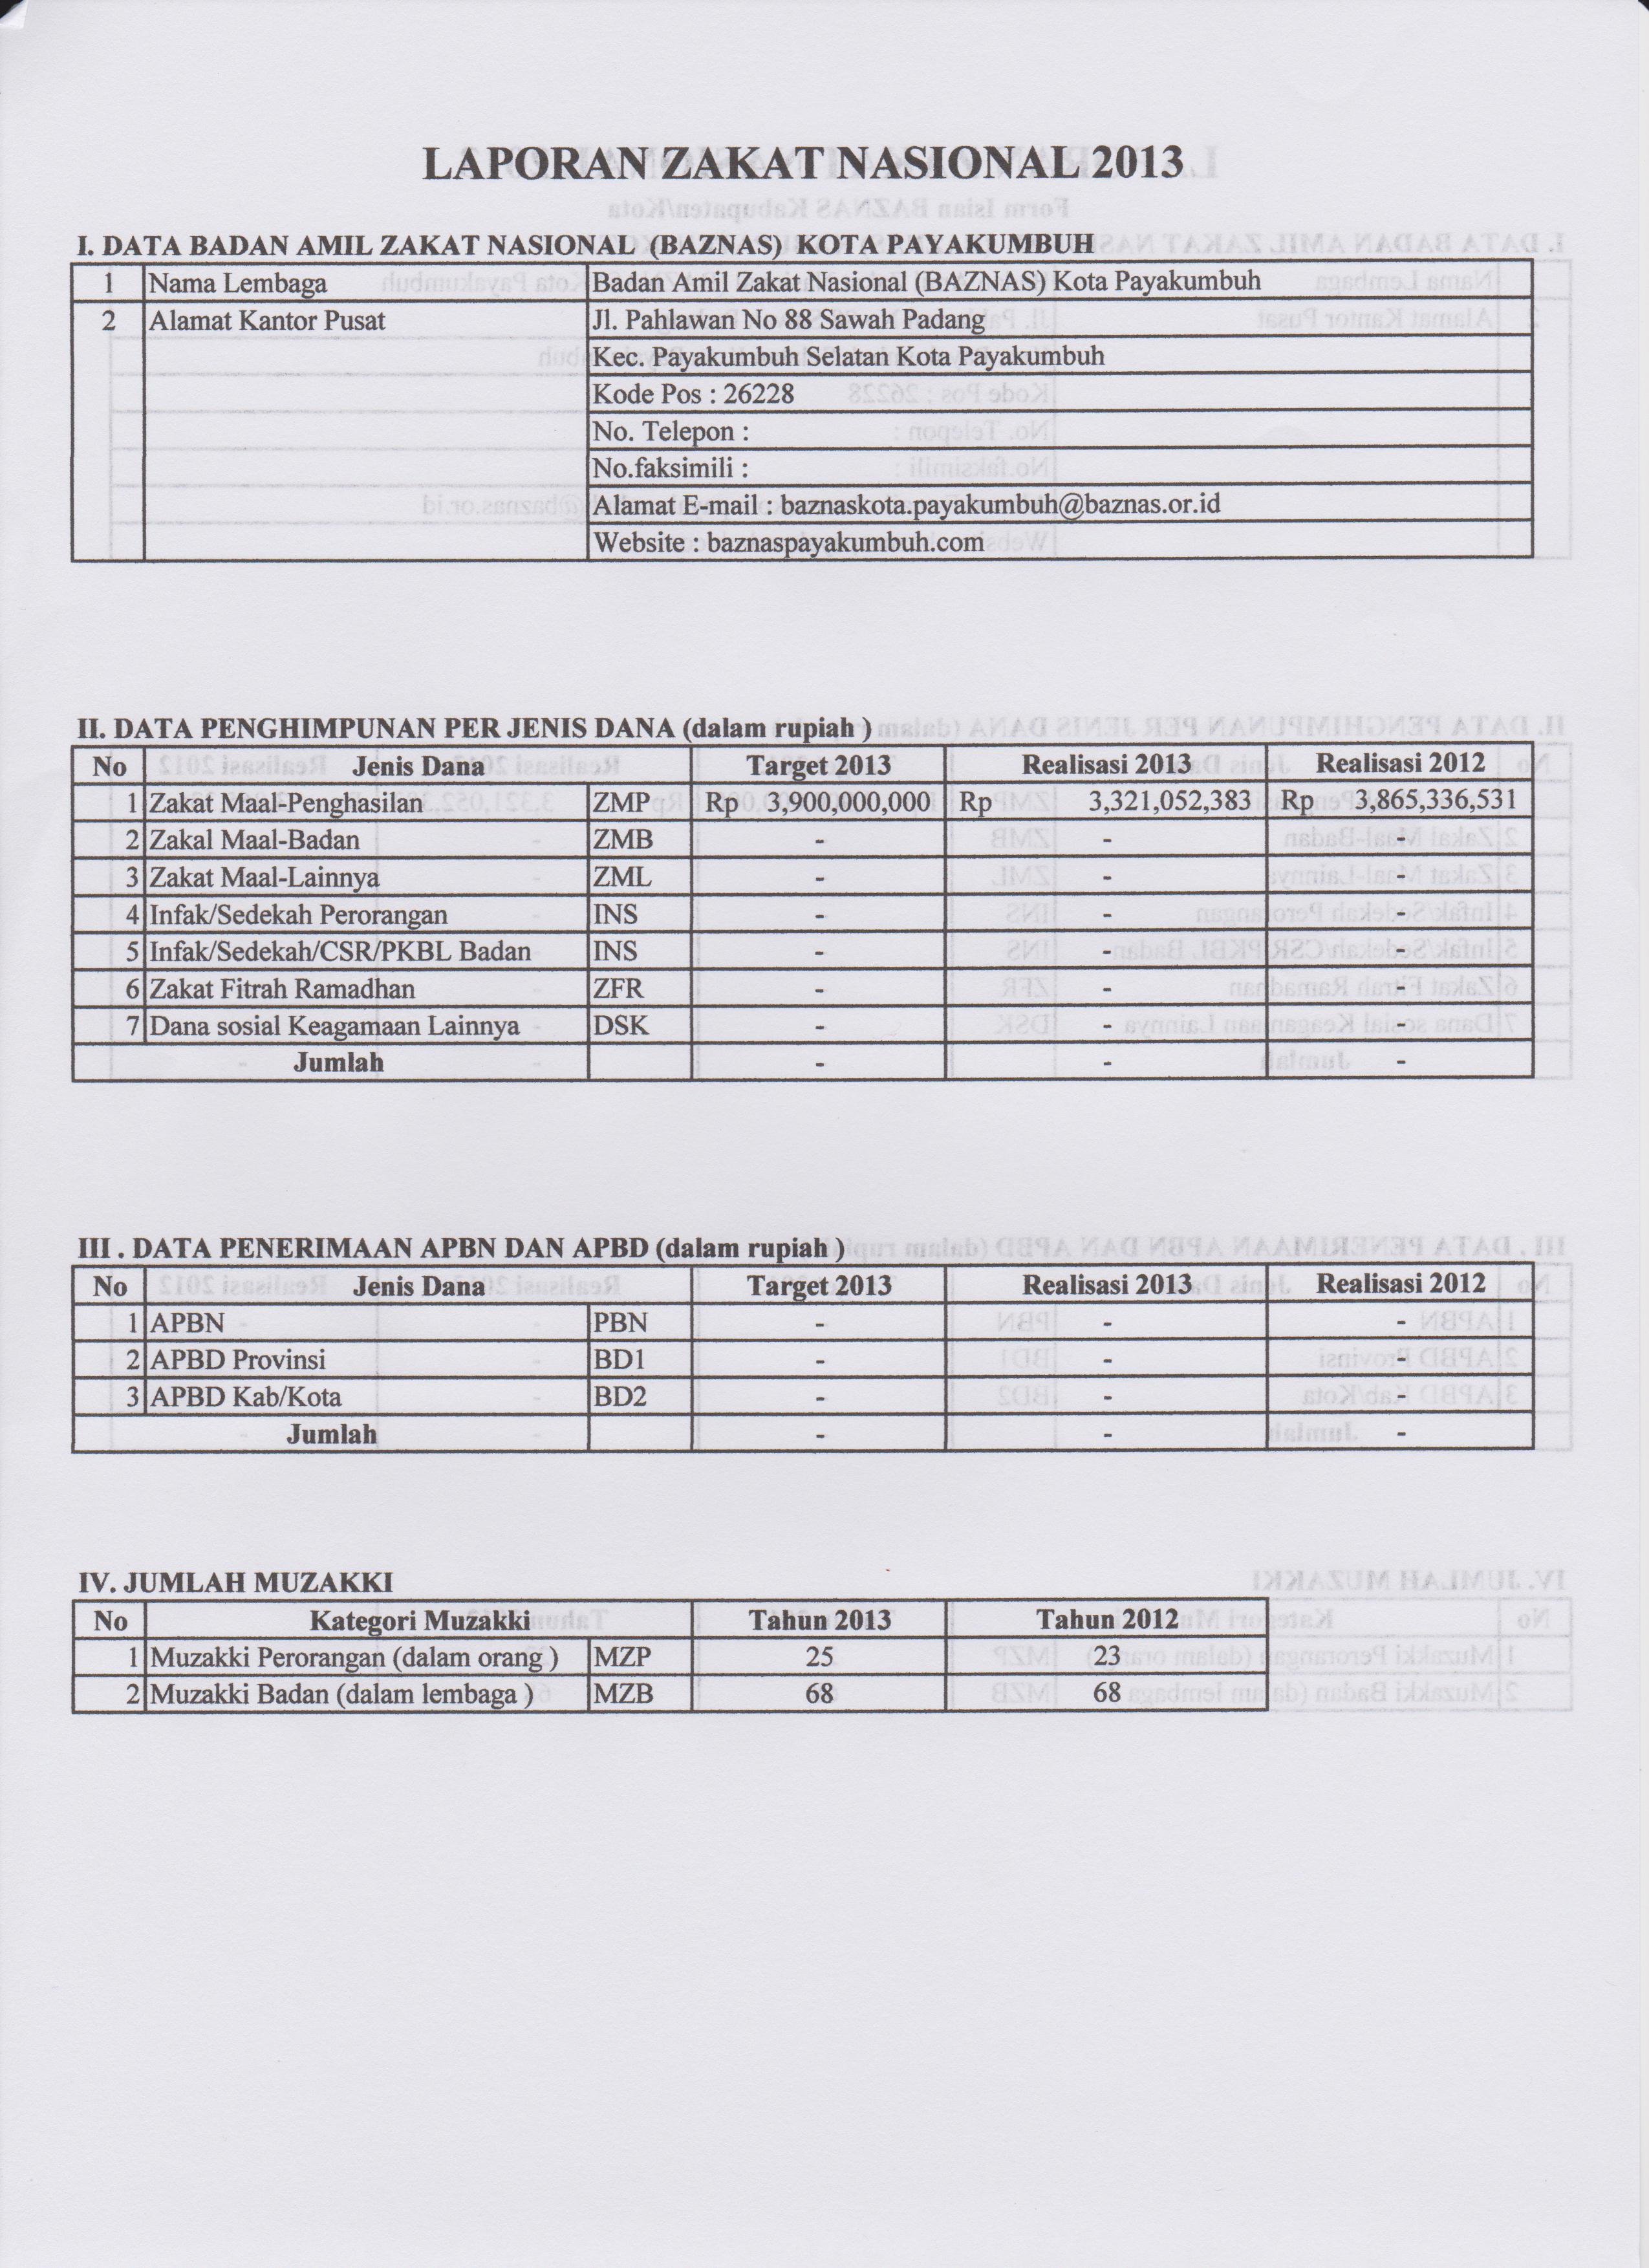 LAPORAN ZAKAT NASIONAL 2013
I. DATA BADAN AMIL ZAKAT NASIONAL (BAZNAS) KOTA PAYAKUMBUH
1 Nama Lembaga Badan Amil Zakat Nasional (BAZNAS) Kota Payakumbuh
2 Alamat Kantor Pusat Jl. Pahlawan No 88 Sawah Padang
Kec. Payakumbuh Selatan Kota Payakumbuh
Kode Pos : 26228
No. Telepon :
No.faksimili :
Alamat E-mail : baznaskota.payakumbuh@baznas.or.id
Website : baznaspayakumbuh.com
II. DATA PENGHIMPUNAN PER JENIS DANA (dalam rupiah )
No Jenis Dana Target 2013 Realisasi 2013 Realisasi 2012
1 Zakat Maal-Penghasilan ZMP Rp 3,900,000,000 Rp 3,321,052,383 Rp 3,865,336,531
2 Zakal Maal-Badan ZMB - - -
3 Zakat Maal-Lainnya ZML - - -
4 Infak/Sedekah Perorangan INS - - -
5 Infak/Sedekah/CSR/PKBL Badan INS - - -
6 Zakat Fitrah Ramadhan ZFR - - -
7 Dana sosial Keagamaan Lainnya DSK - - -
Jumlah - - -
III . DATA PENERIMAAN APBN DAN APBD (dalam rupiah )
No Jenis Dana Target 2013 Realisasi 2013 Realisasi 2012
1 APBN PBN - - -
2 APBD Provinsi BD1 - - -
3 APBD Kab/Kota BD2 - - -
Jumlah - - -
IV. JUMLAH MUZAKKI
No Kategori Muzakki Tahun 2013 Tahun 2012
1 Muzakki Perorangan (dalam orang ) MZP 25 23
2 Muzakki Badan (dalam lembaga ) MZB 68 68